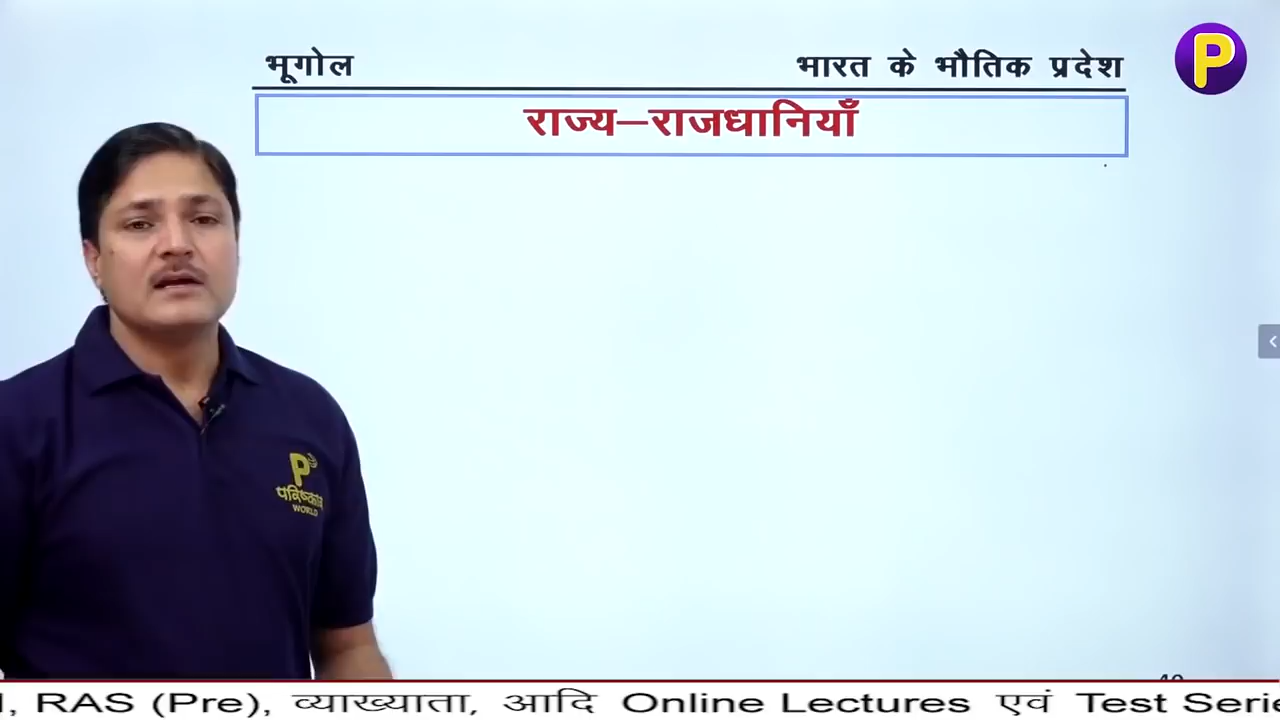 भूगोल भारत के भौतिक प्रदेश
P
राज्य–राजधानियाँ
P
परिष्कार
WORLD
RAS (Pre), व्याख्याता, आदि Online Lectures एवं Test Serie